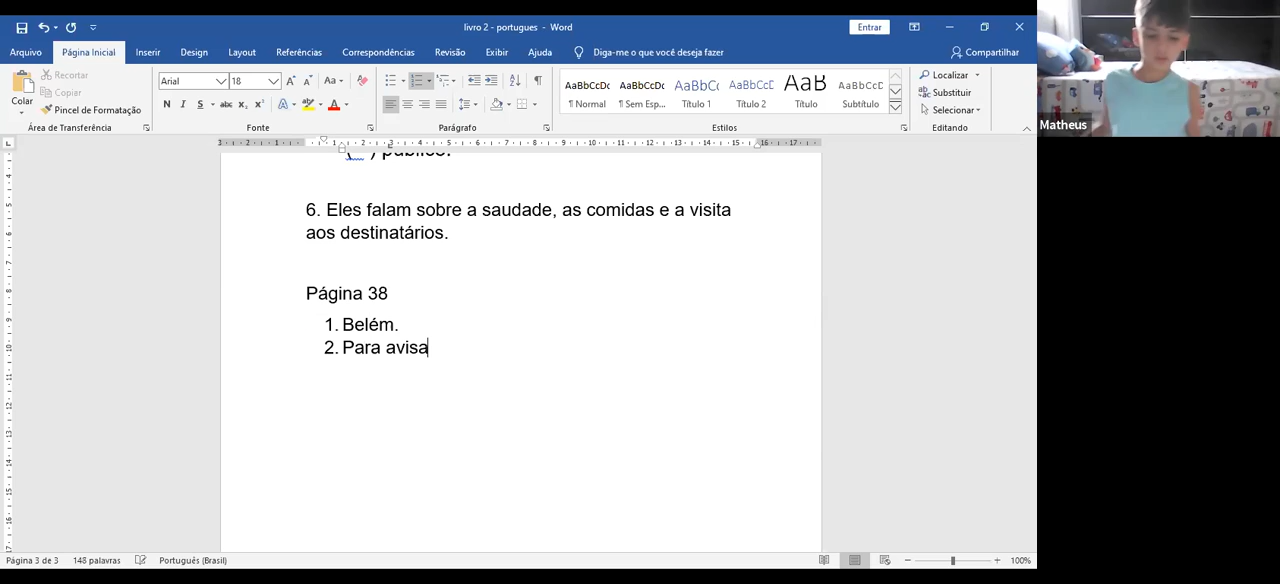 livro 2 - portugues - Word
Entrar
Arquivo Página Inicial Inserir Design Layout Referências Correspondências Revisão Exibir Ajuda Diga-me o que você deseja fazer Compartilhar
Colar
Recortar
Copiar
Pincel de Formatação
Área de Transferência
Arial 18
Fonte
Parágrafo
AaBbCcDc AaBbCcDc AaBbCc AaBbCcD AaB AaBbCcD
¶ Normal ¶ Sem Esp... Título 1 Título 2 Título Subtítulo
Estilos
Localizar
Substituir
Selecionar
Editando
Matheus
) público.
6. Eles falam sobre a saudade, as comidas e a visita
aos destinatários.
Página 38
1. Belém.
2. Para avisa
Página 3 de 3 148 palavras Português (Brasil) 100%